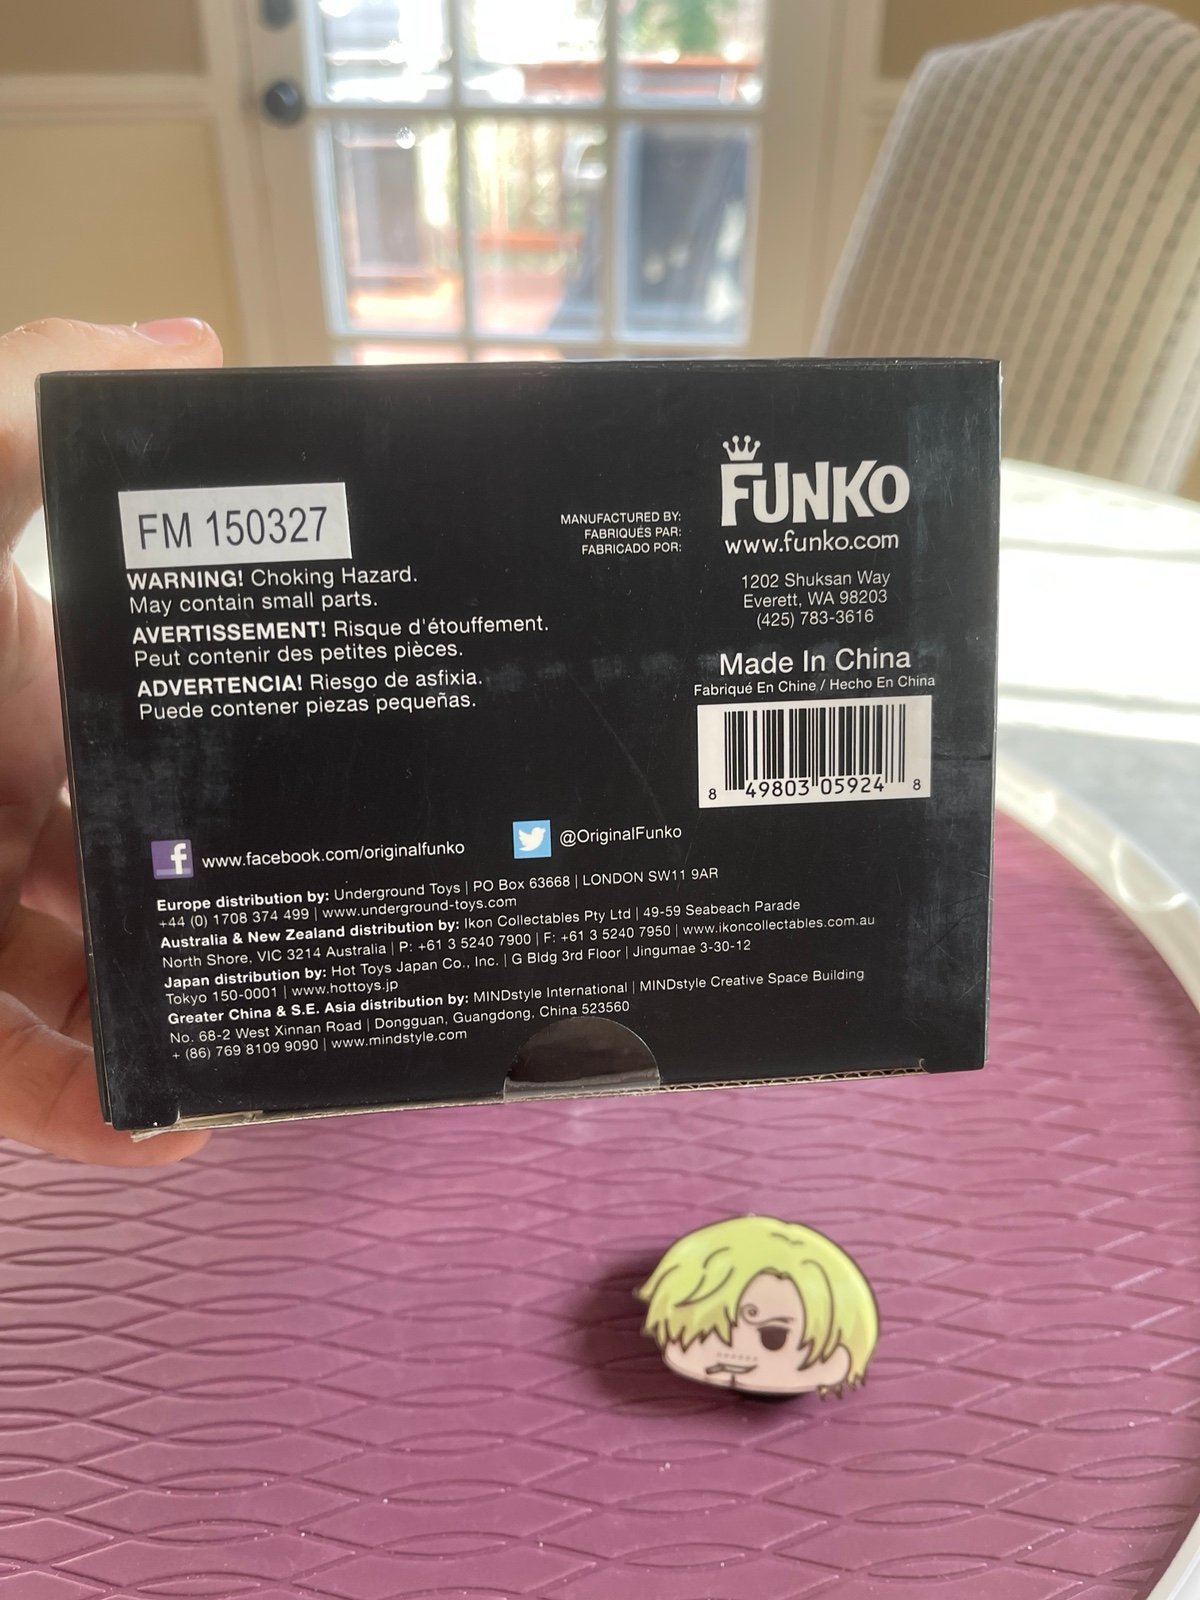 FM 150327
WARNING! Choking Hazard.
May contain small parts.
AVERTISSEMENT! Risque d'étouffement.
Peut contenir des petites pièces.
ADVERTENCIA! Riesgo de asfixia.
Puede contener piezas pequeñas.
MANUFACTURED BY:
FABRIQUÉS PAR:
FABRICADO POR:
FUNKO
www.funko.com
1202 Shuksan Way
Everett, WA 98203
(425) 783-3616
Made In China
Fabriqué En Chine / Hecho En China
8 49803 05924 8
f www.facebook.com/originalfunko
@OriginalFunko
Europe distribution by: Underground Toys | PO Box 63668 | LONDON SW11 9AR
+44 (0) 1708 374 499 | www.underground-toys.com
Australia & New Zealand distribution by: Ikon Collectables Pty Ltd | 49-59 Seabeach Parade
North Shore, VIC 3214 Australia | P: +61 3 5240 7900 | F: +61 3 5240 7950 | www.ikoncollectables.com.au
Japan distribution by: Hot Toys Japan Co., Inc. | G Bldg 3rd Floor | Jingumae 3-30-12
Tokyo 150-0001 | www.hottoys.jp
Greater China & S.E. Asia distribution by: MINDstyle International | MINDstyle Creative Space Building
No. 68-2 West Xinnan Road | Dongguan, Guangdong, China 523560
+ (86) 769 8109 9090 | www.mindstyle.com